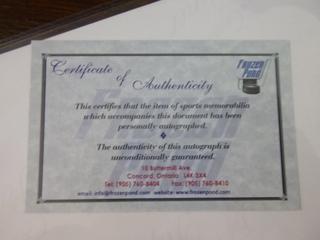 Certificate
of
Authenticity
Frozen
Pond
This certifies that the item of sports memorabilia
which accompanies this document has been
personally autographed.
The authenticity of this autograph is
unconditionally guaranteed.
10 Buttermill Ave.
Concord, Ontario L4K 3X4
Tel: (905) 760-8404 Fax: (905) 760-8410
email: info@frozenpond.com website: www.frozenpond.com